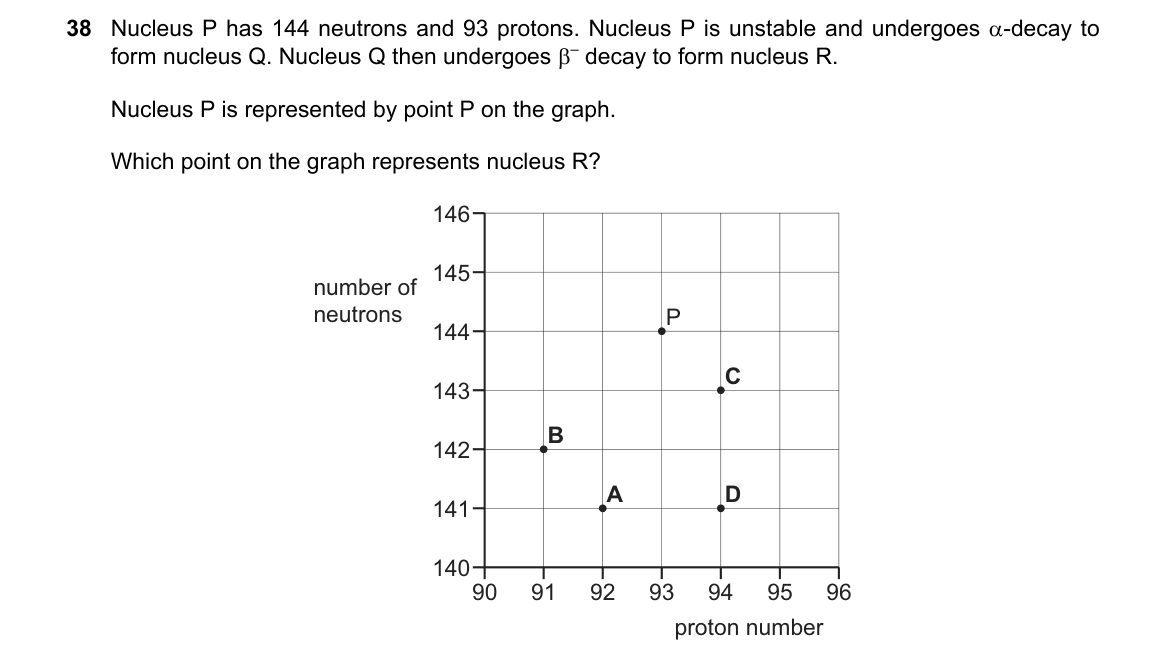 38 Nucleus P has 144 neutrons and 93 protons. Nucleus P is unstable and undergoes α-decay to
form nucleus Q. Nucleus Q then undergoes β⁻ decay to form nucleus R.
Nucleus P is represented by point P on the graph.
Which point on the graph represents nucleus R?
146
145
number of
neutrons
P
144
C
143
B
142
A
D
141
140
90 91 92 93 94 95 96
proton number